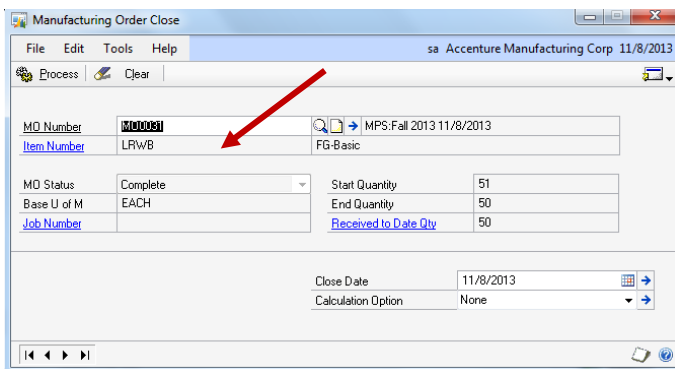 Manufacturing Order Close
File Edit Tools Help sa Accenture Manufacturing Corp 11/8/2013
Process Clear
MO Number MO0031 MPS:Fall 2013 11/8/2013
Item Number LRWB FG-Basic
MO Status Complete Start Quantity 51
Base U of M EACH End Quantity 50
Job Number Received to Date Qty 50
Close Date 11/8/2013
Calculation Option None